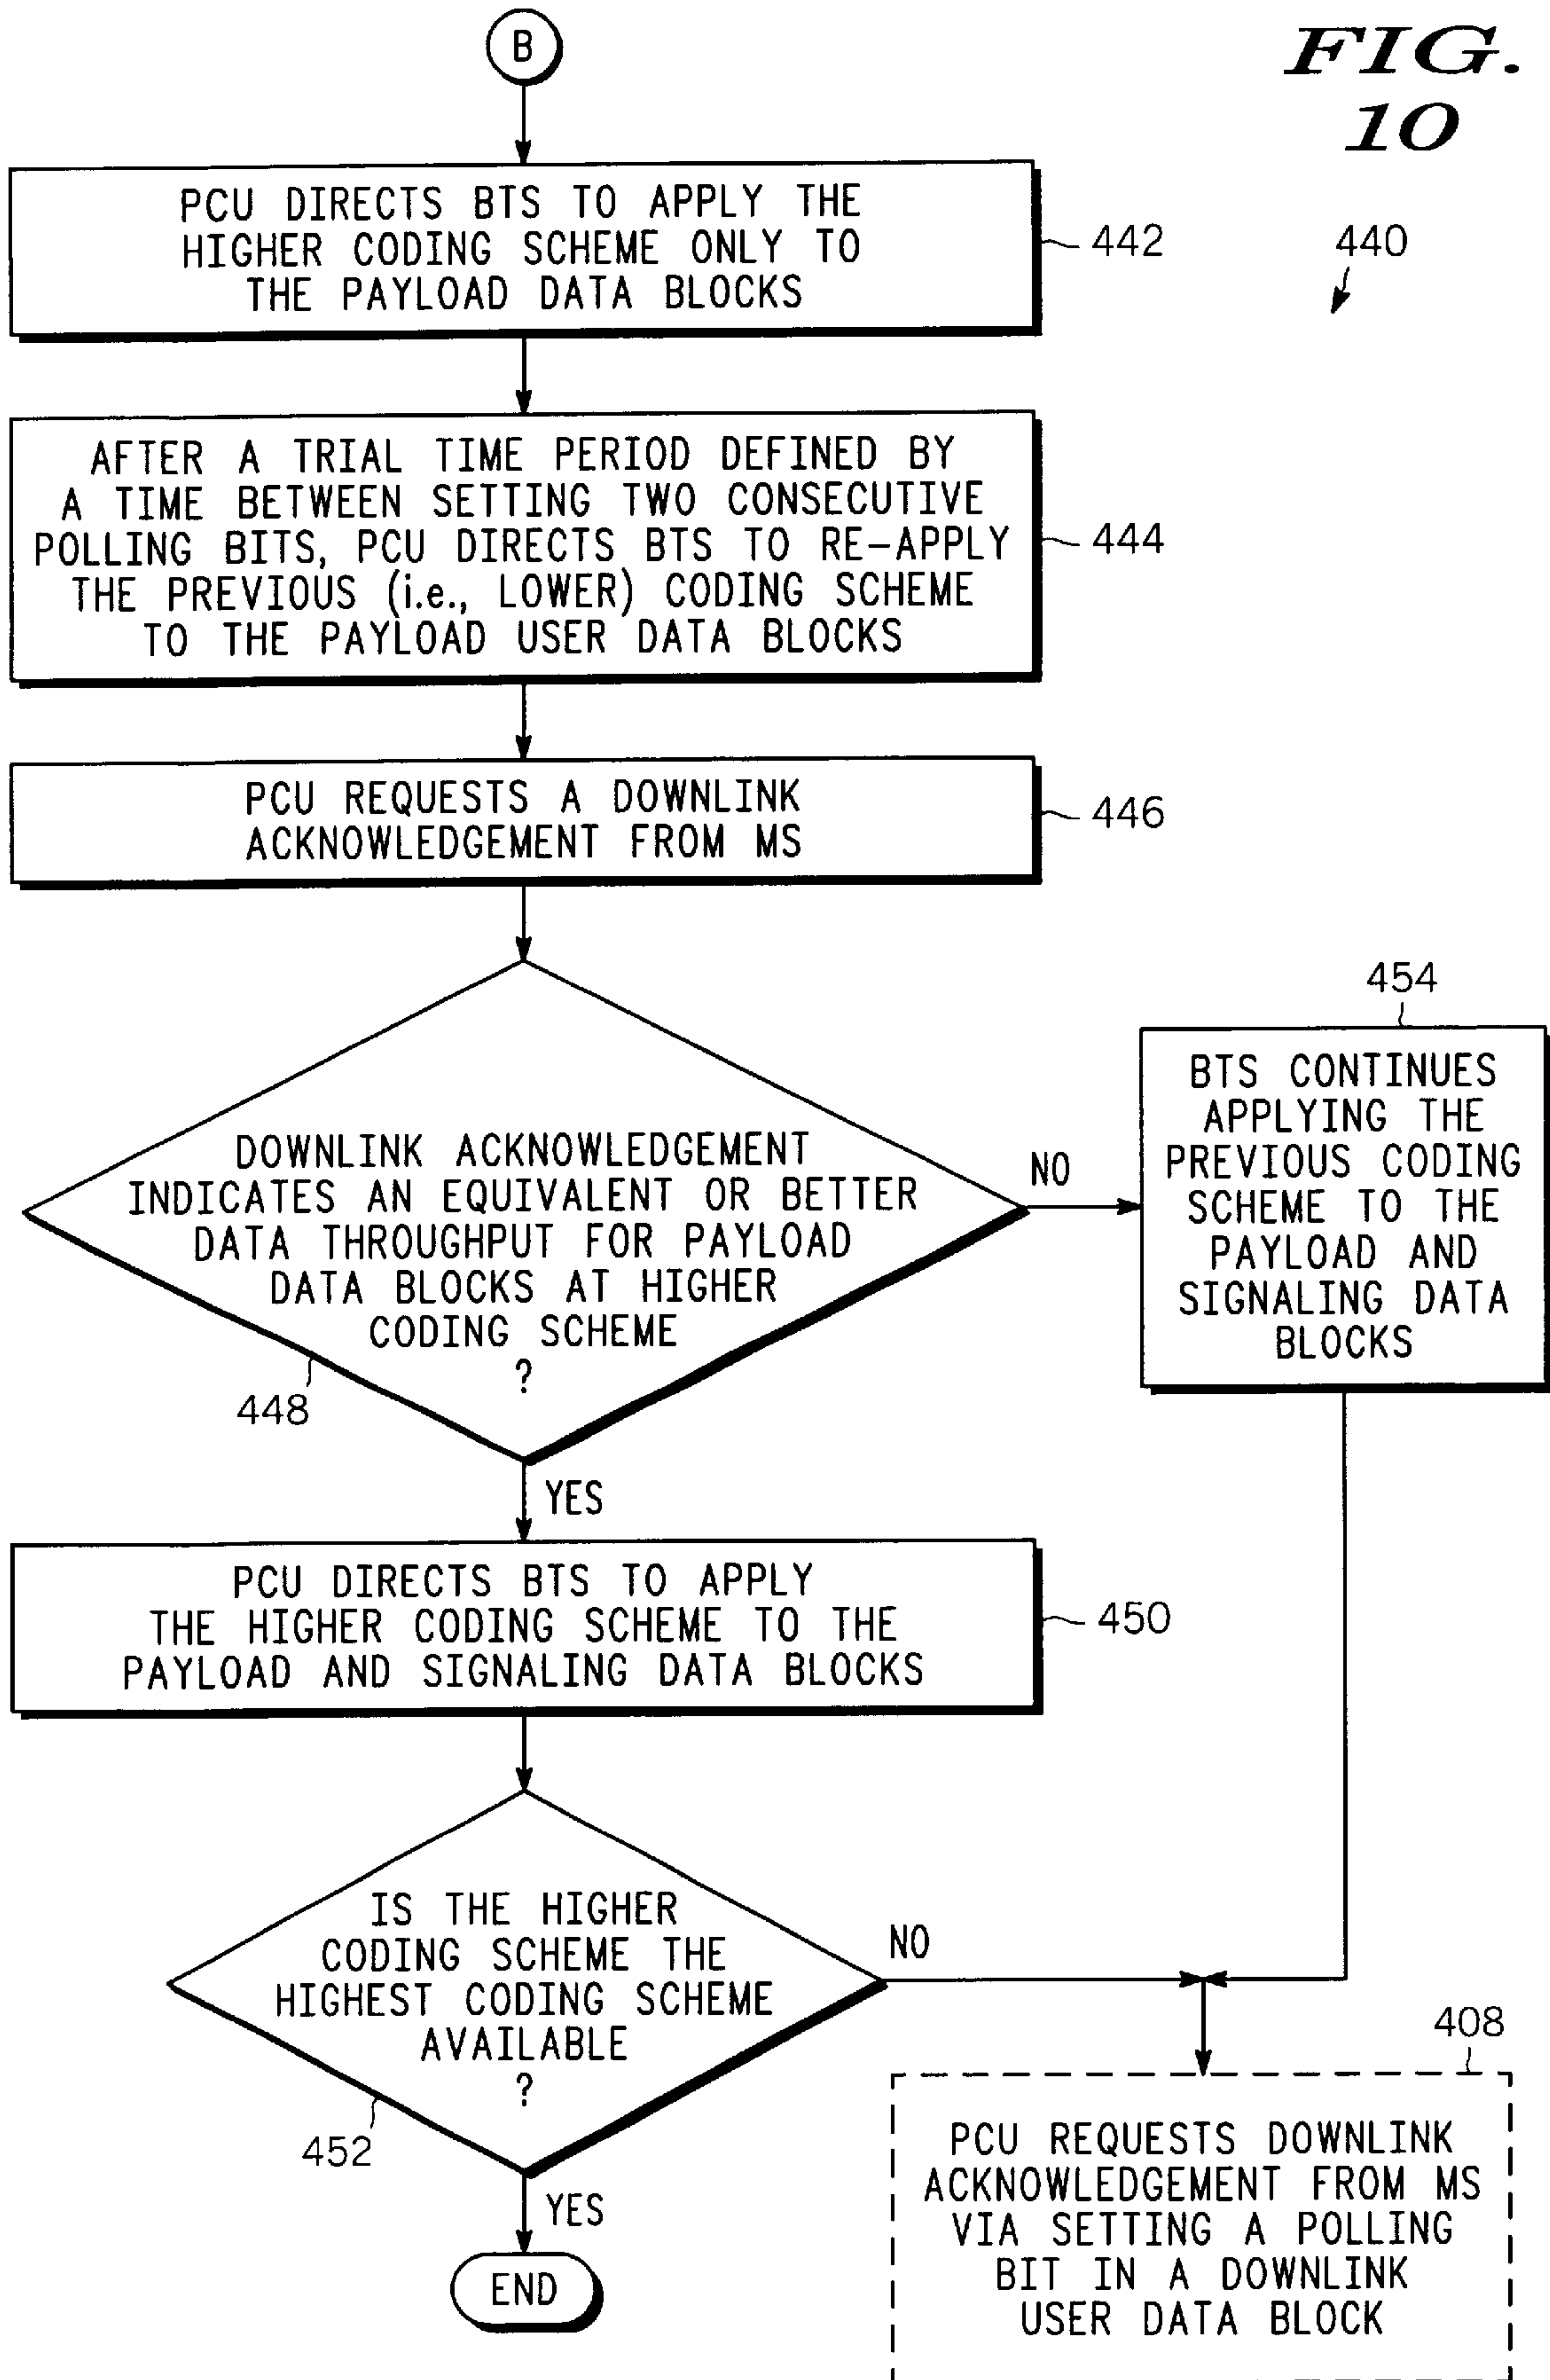 FIG.
10
B
PCU DIRECTS BTS TO APPLY THE
HIGHER CODING SCHEME ONLY TO
THE PAYLOAD DATA BLOCKS
442
440
AFTER A TRIAL TIME PERIOD DEFINED BY
A TIME BETWEEN SETTING TWO CONSECUTIVE
POLLING BITS, PCU DIRECTS BTS TO RE-APPLY
THE PREVIOUS (i.e., LOWER) CODING SCHEME
TO THE PAYLOAD USER DATA BLOCKS
444
PCU REQUESTS A DOWNLINK
ACKNOWLEDGEMENT FROM MS
446
DOWNLINK ACKNOWLEDGEMENT
INDICATES AN EQUIVALENT OR BETTER
DATA THROUGHPUT FOR PAYLOAD
DATA BLOCKS AT HIGHER
CODING SCHEME
?
448
NO
454
BTS CONTINUES
APPLYING THE
PREVIOUS CODING
SCHEME TO THE
PAYLOAD AND
SIGNALING DATA
BLOCKS
YES
PCU DIRECTS BTS TO APPLY
THE HIGHER CODING SCHEME TO THE
PAYLOAD AND SIGNALING DATA BLOCKS
450
IS THE HIGHER
CODING SCHEME THE
HIGHEST CODING SCHEME
AVAILABLE
?
452
NO
YES
END
408
PCU REQUESTS DOWNLINK
ACKNOWLEDGEMENT FROM MS
VIA SETTING A POLLING
BIT IN A DOWNLINK
USER DATA BLOCK